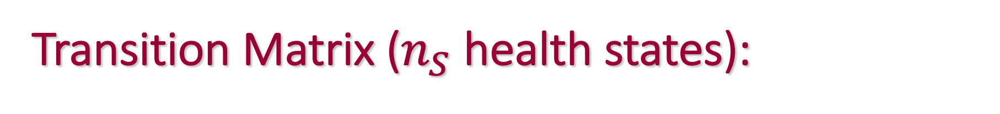 Transition Matrix (n_S health states):